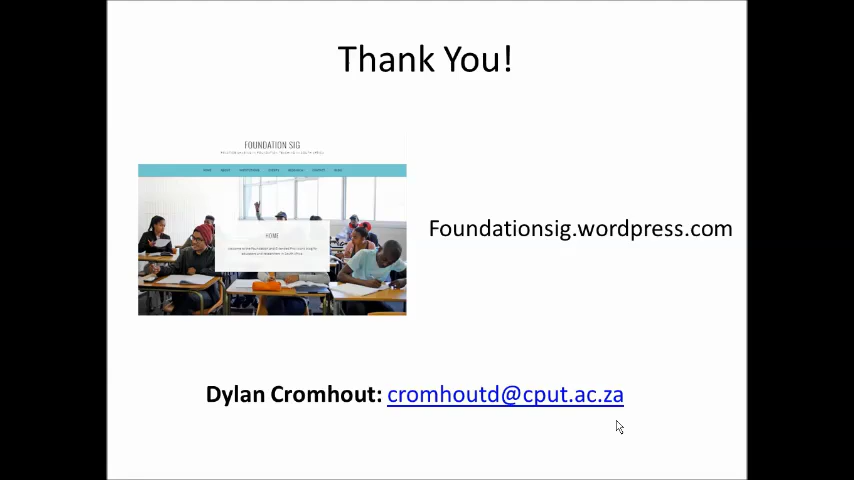 Thank You!
FOUNDATION SIG
HOME
Foundationsig.wordpress.com
Dylan Cromhout: cromhoutd@cput.ac.za